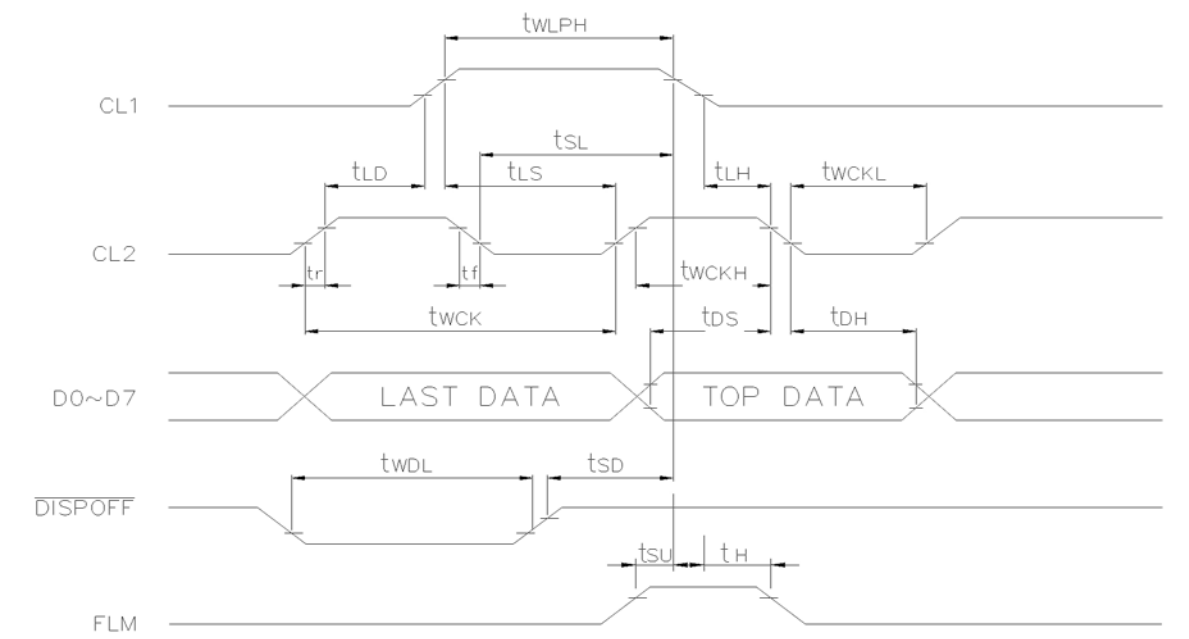 tWLPH
CL1
tSL
tLD tLS tLH tWCKL
CL2
tr tf tWCKH
tWCK tDS tDH
D0~D7 LAST DATA TOP DATA
tWDL tSD
DISPOFF
tSU tH
FLM